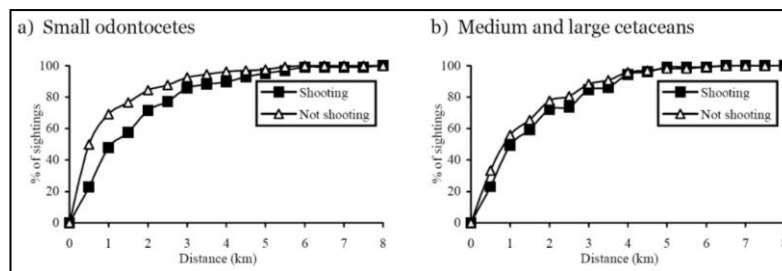 a) Small odontocetes
% of sightings
100
80
60
40
20
0
Shooting
Not shooting
0 1 2 3 4 5 6 7 8
Distance (km)
b) Medium and large cetaceans
% of sightings
100
80
60
40
20
0
Shooting
Not shooting
0 1 2 3 4 5 6 7 8
Distance (km)